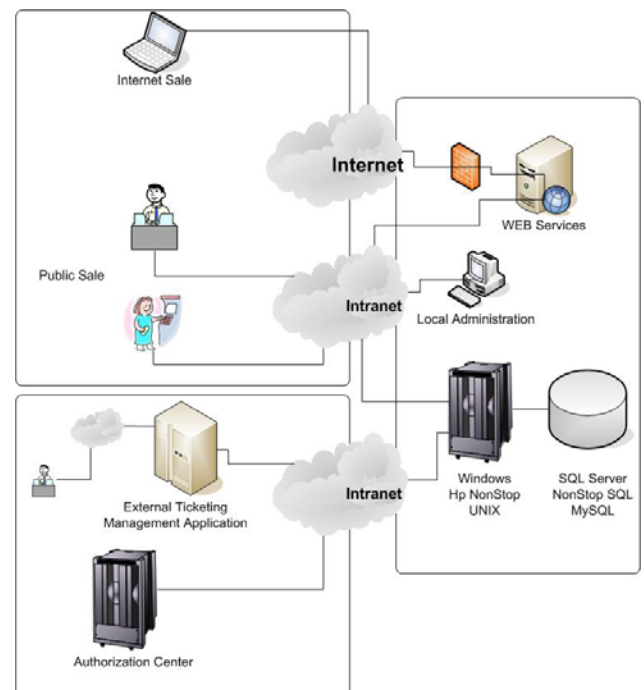 Internet Sale
Internet
WEB Services
Public Sale
Intranet
Local Administration
Windows
Hp NonStop
UNIX
SQL Server
NonStop SQL
MySQL
External Ticketing
Management Application
Intranet
Authorization Center